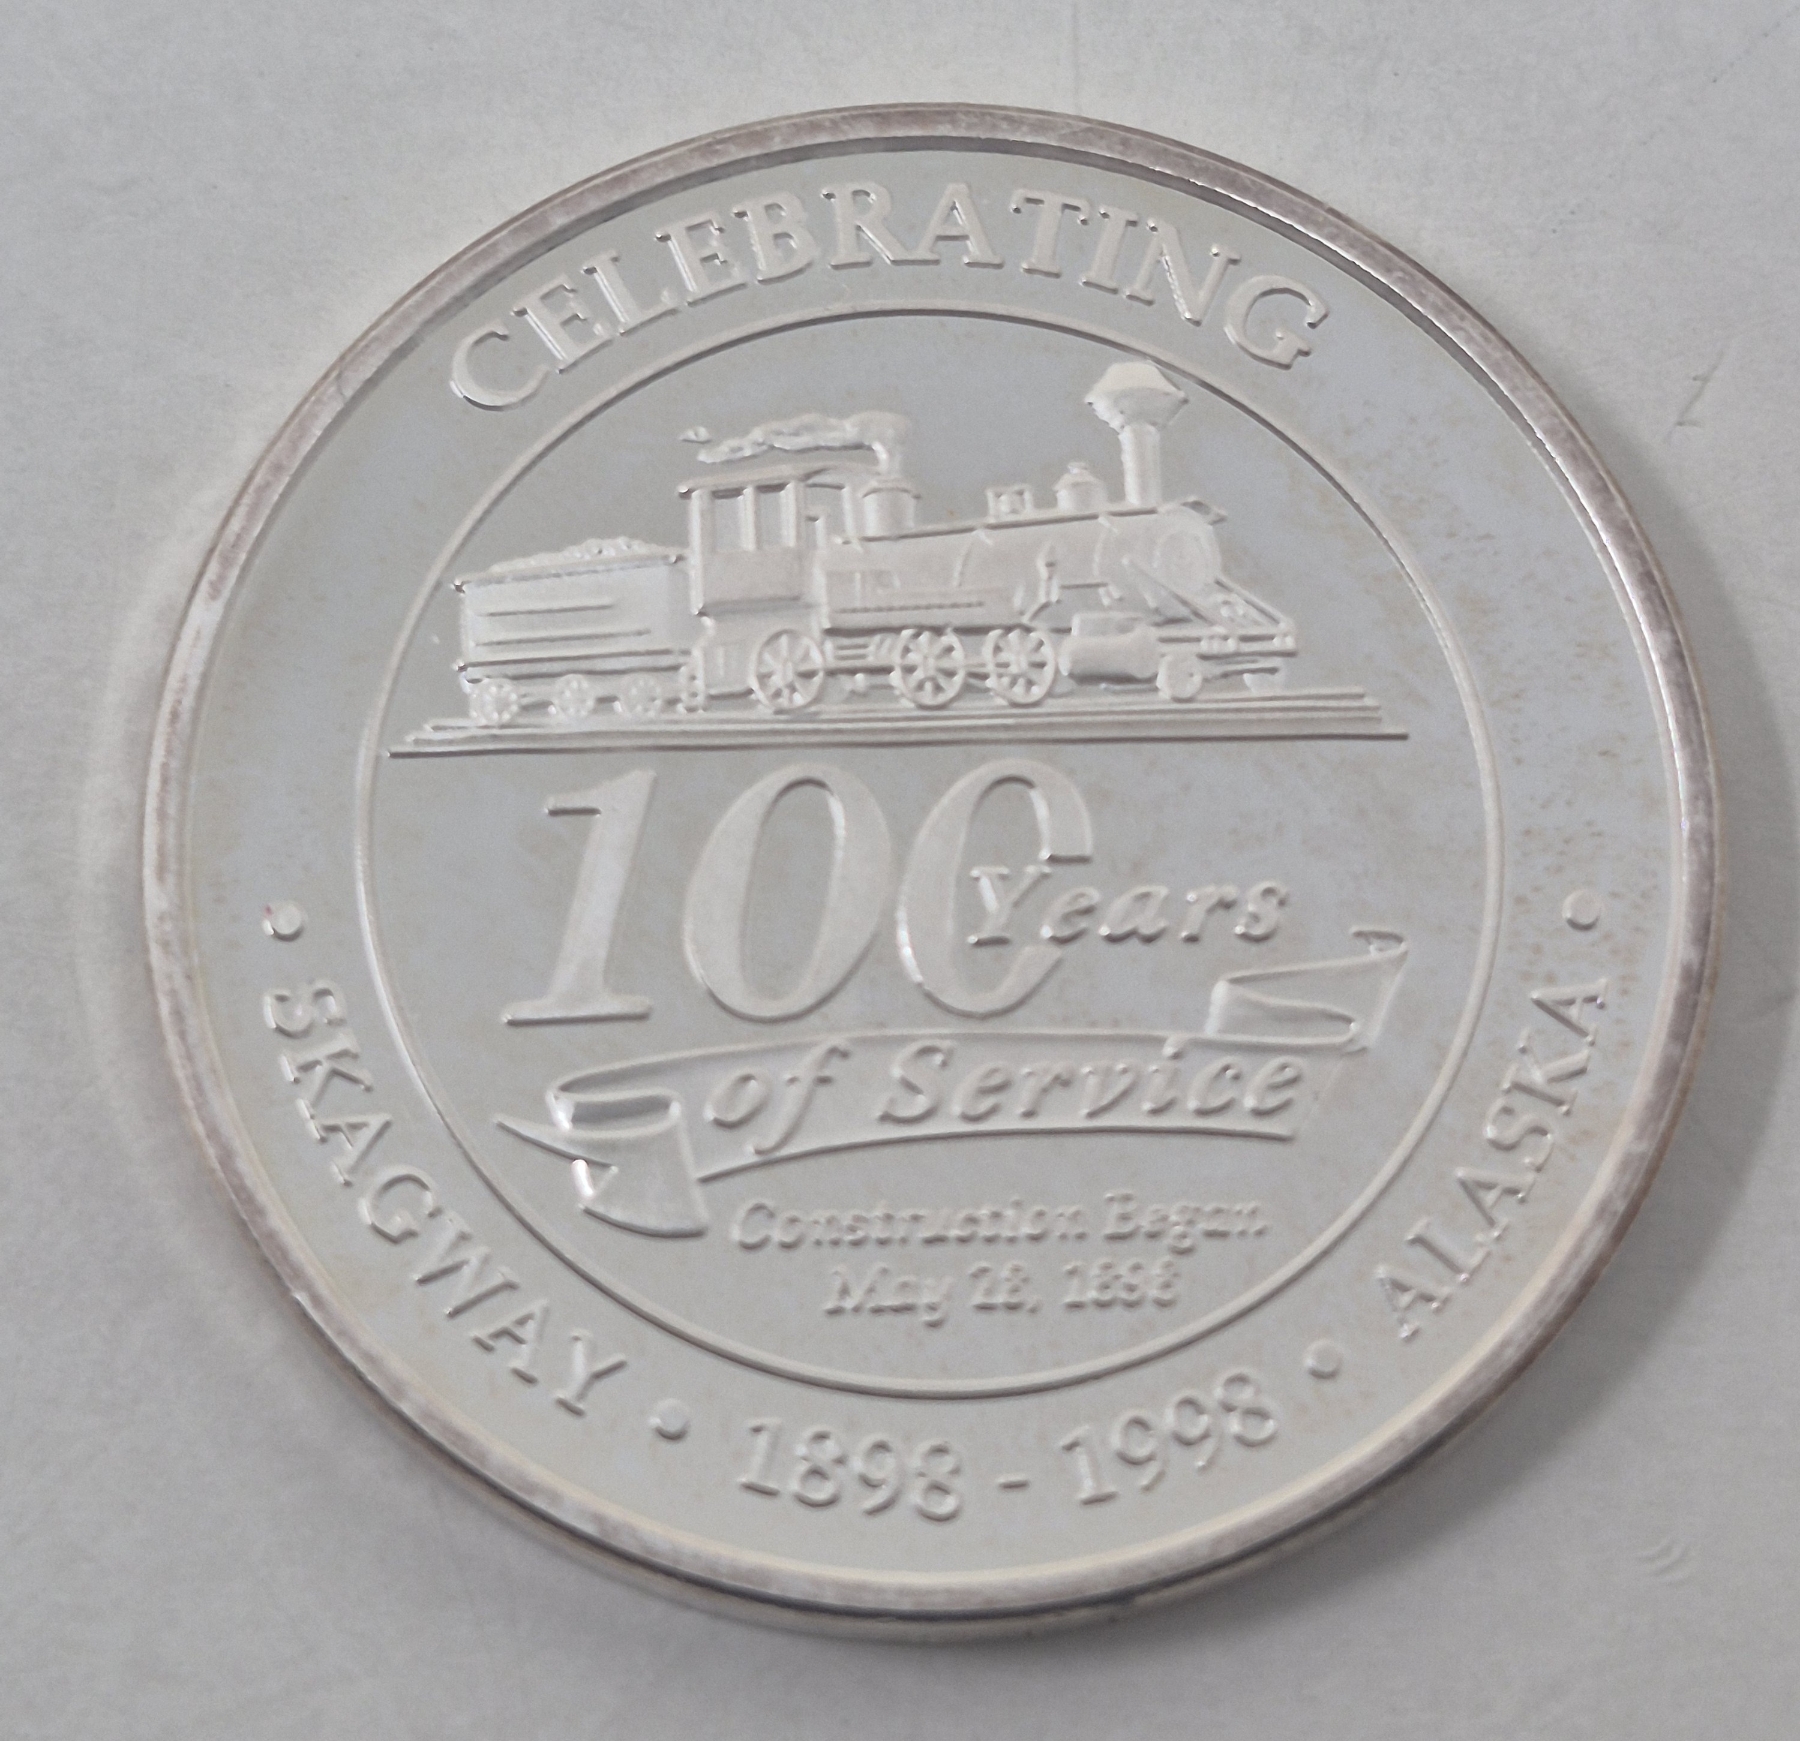 CELEBRATING
100 Years
of Service
Construction Began
May 28, 1898
• SKAGWAY • 1898 - 1998 • ALASKA •